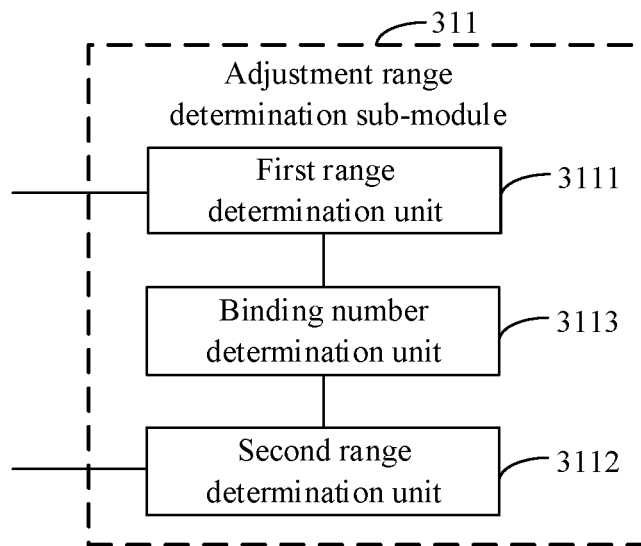 311
Adjustment range
determination sub-module
First range
determination unit
3111
Binding number
determination unit
3113
Second range
determination unit
3112